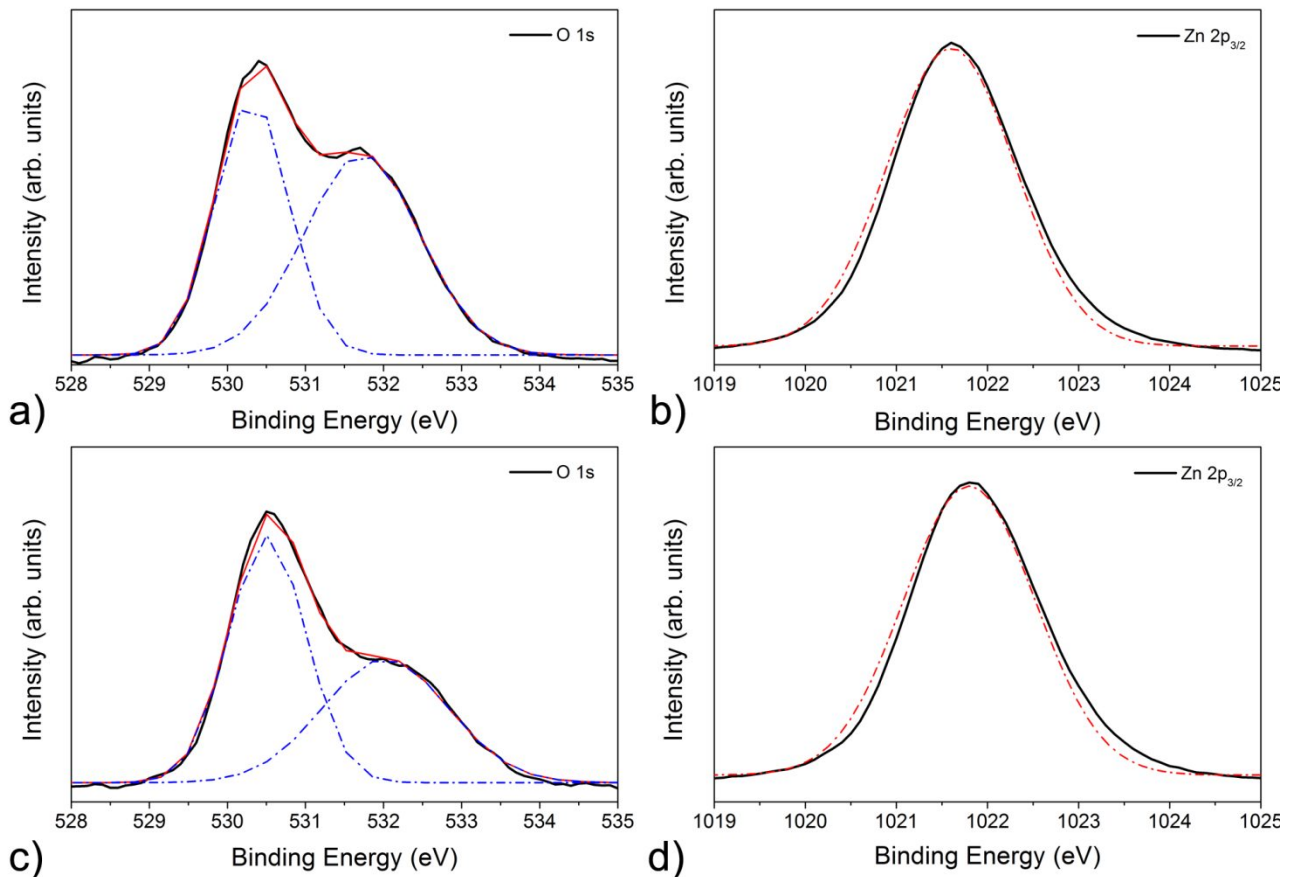 O 1s
Intensity (arb. units)
528 529 530 531 532 533 534 535
Binding Energy (eV)
a)
Zn 2p3/2
Intensity (arb. units)
1019 1020 1021 1022 1023 1024 1025
Binding Energy (eV)
b)
O 1s
Intensity (arb. units)
528 529 530 531 532 533 534 535
Binding Energy (eV)
c)
Zn 2p3/2
Intensity (arb. units)
1019 1020 1021 1022 1023 1024 1025
Binding Energy (eV)
d)